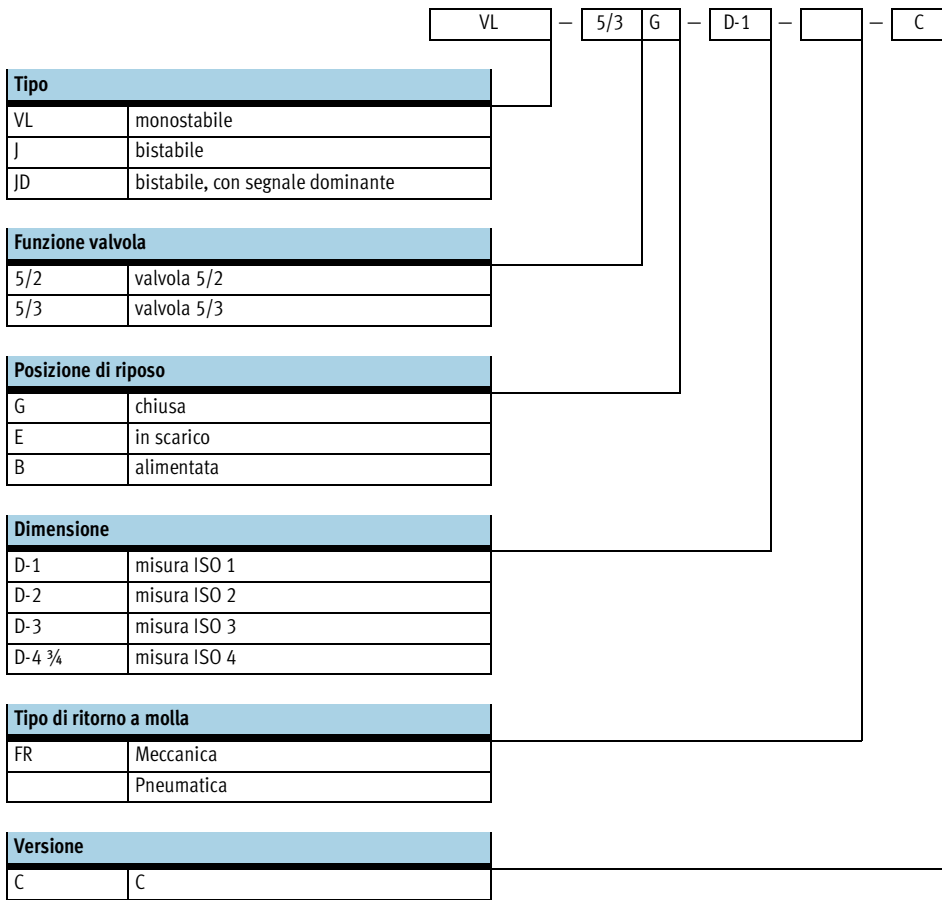 VL – 5/3 G – D-1 – – C
Tipo
VL monostabile
J bistabile
JD bistabile, con segnale dominante
Funzione valvola
5/2 valvola 5/2
5/3 valvola 5/3
Posizione di riposo
G chiusa
E in scarico
B alimentata
Dimensione
D-1 misura ISO 1
D-2 misura ISO 2
D-3 misura ISO 3
D-4 ¾ misura ISO 4
Tipo di ritorno a molla
FR Meccanica
Pneumatica
Versione
C C